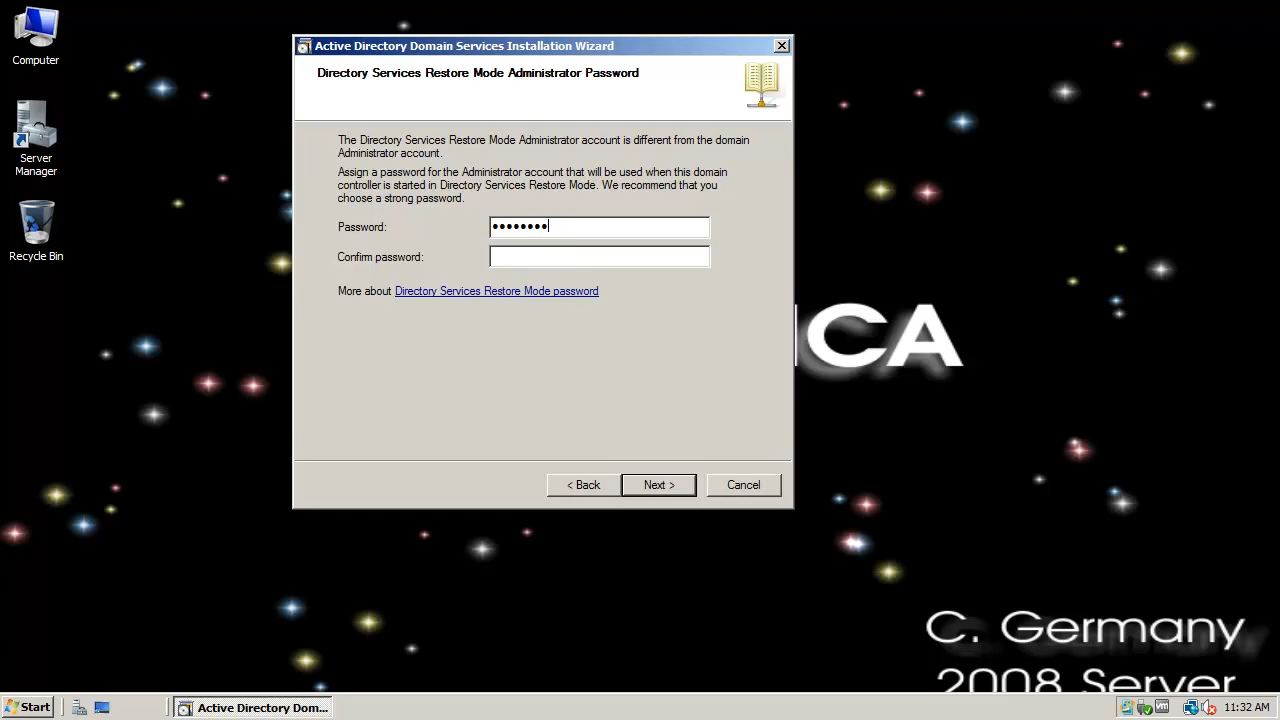 Computer
Server
Manager
Recycle Bin
Active Directory Domain Services Installation Wizard
Directory Services Restore Mode Administrator Password
The Directory Services Restore Mode Administrator account is different from the domain
Administrator account.
Assign a password for the Administrator account that will be used when this domain
controller is started in Directory Services Restore Mode. We recommend that you
choose a strong password.
Password: ●●●●●●●●
Confirm password:
More about Directory Services Restore Mode password
< Back Next > Cancel
CA
C. Germany
2008 Server
Start Active Directory Dom... 11:32 AM